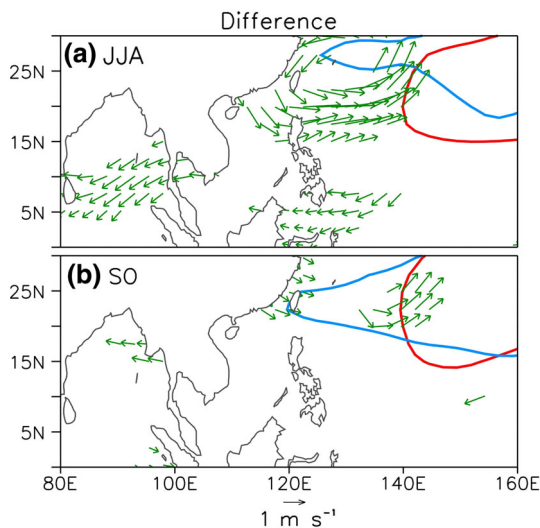 Difference
(a) JJA
25N
15N
5N
(b) SO
25N
15N
5N
80E 100E 120E 140E 160E
1 m s⁻¹